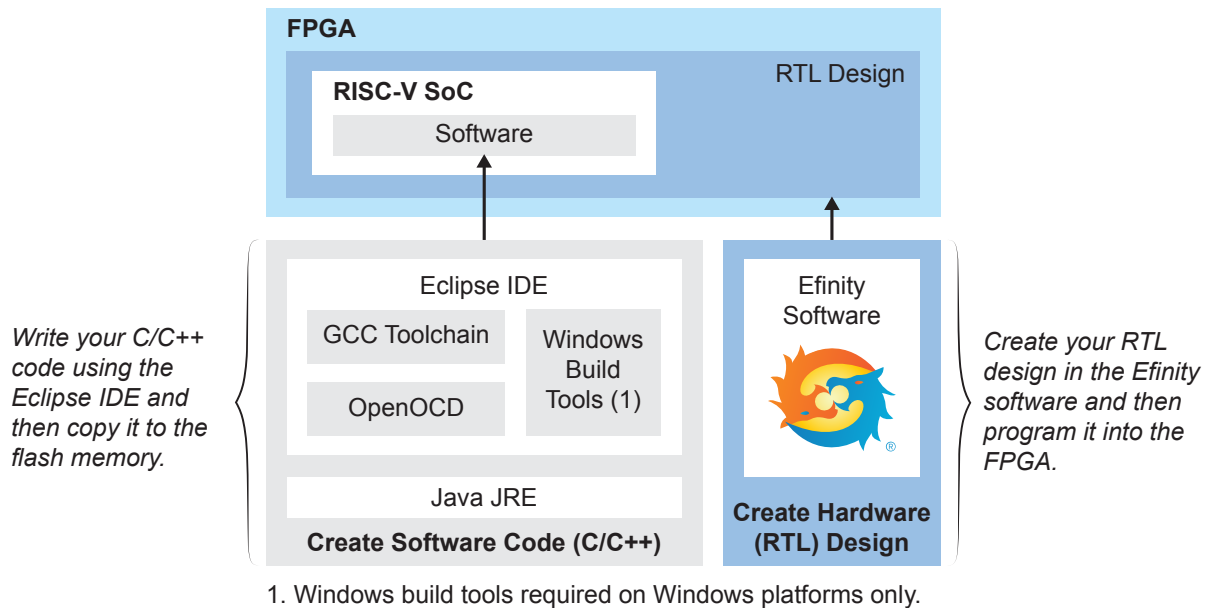 FPGA
RTL Design
RISC-V SoC
Software
Write your C/C++
code using the
Eclipse IDE and
then copy it to the
flash memory.
Eclipse IDE
GCC Toolchain
OpenOCD
Windows
Build
Tools (1)
Java JRE
Create Software Code (C/C++)
Efinity
Software
®
Create Hardware
(RTL) Design
Create your RTL
design in the Efinity
software and then
program it into the
FPGA.
1. Windows build tools required on Windows platforms only.